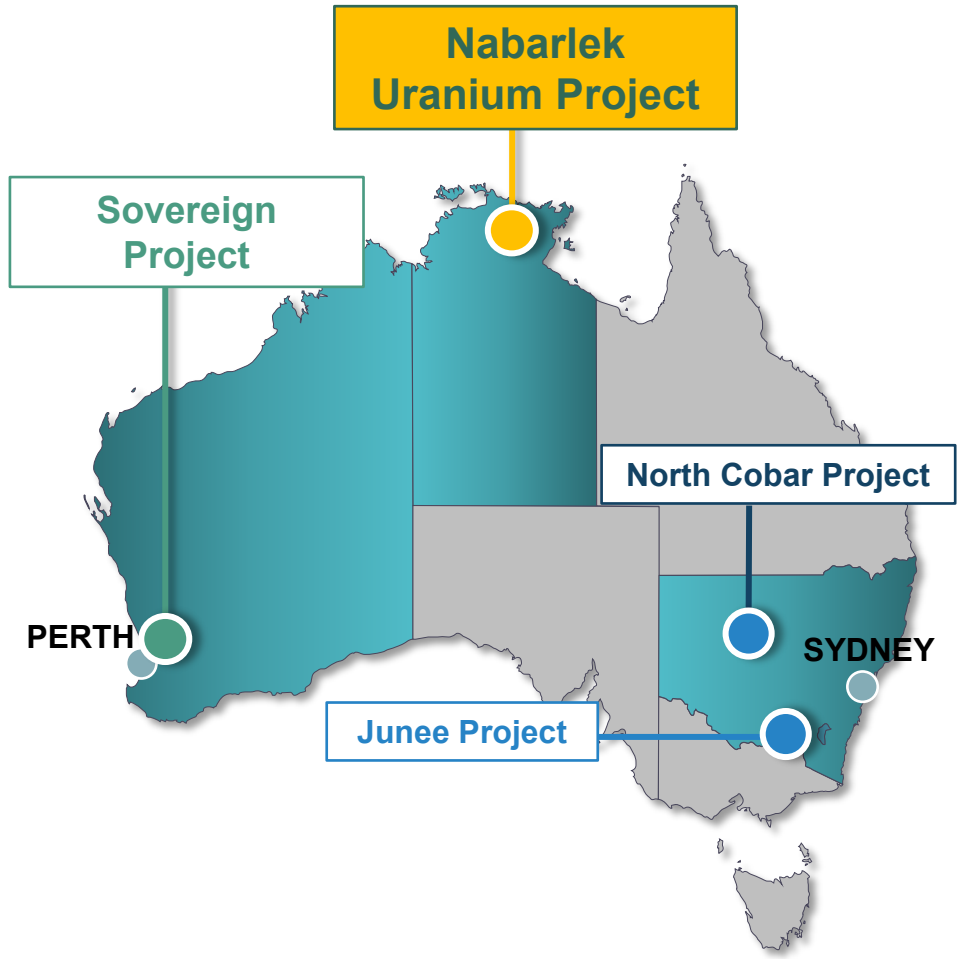 Nabarlek
Uranium Project
Sovereign
Project
North Cobar Project
PERTH
SYDNEY
Junee Project